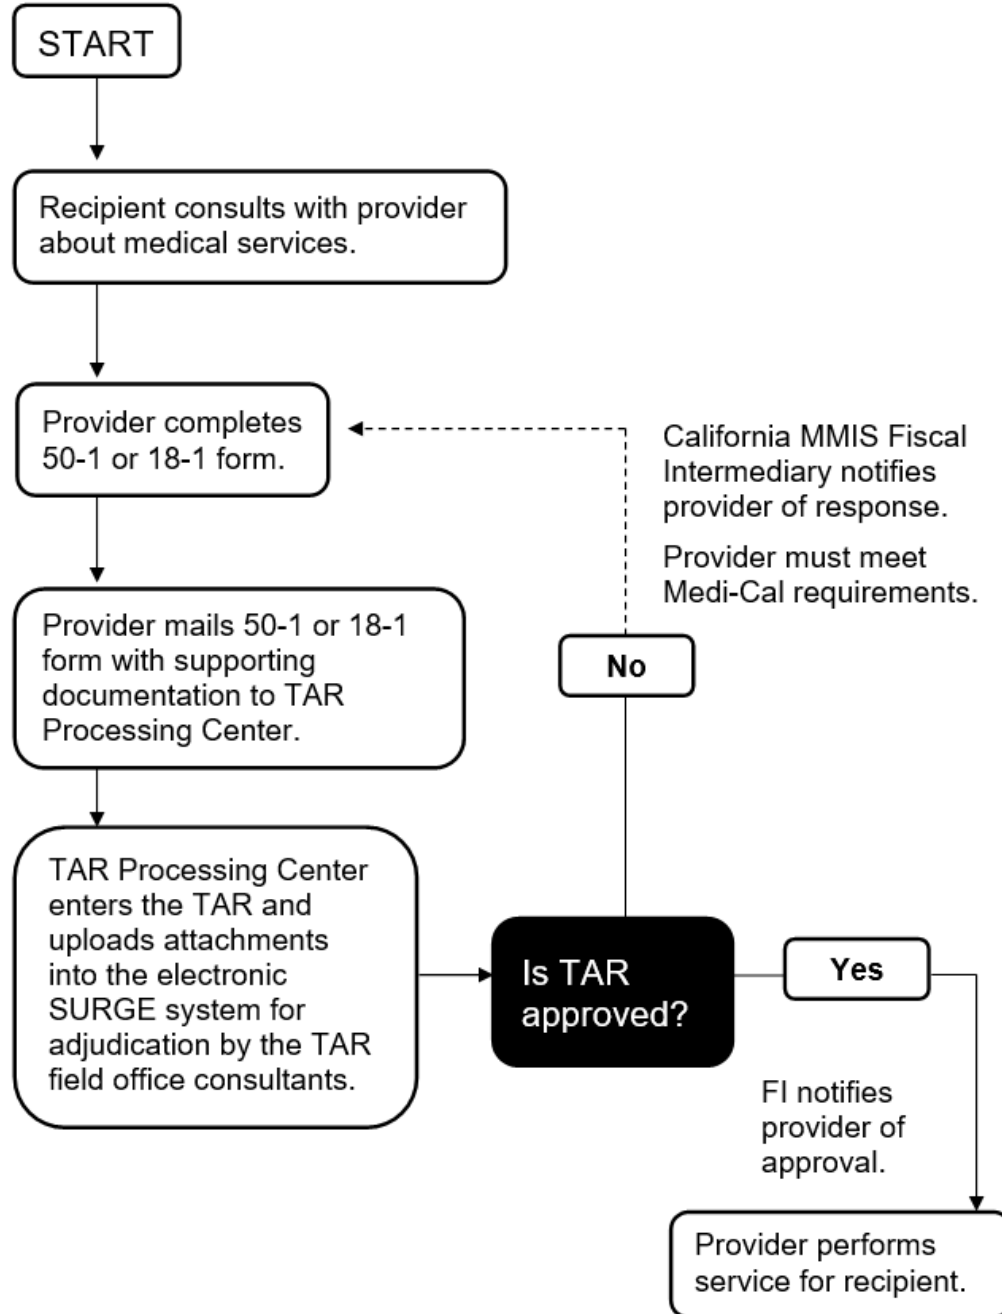 START
Recipient consults with provider
about medical services.
Provider completes
50-1 or 18-1 form.
California MMIS Fiscal
Intermediary notifies
provider of response.
Provider must meet
Medi-Cal requirements.
Provider mails 50-1 or 18-1
form with supporting
documentation to TAR
Processing Center.
No
TAR Processing Center
enters the TAR and
uploads attachments
into the electronic
SURGE system for
adjudication by the TAR
field office consultants.
Is TAR
approved?
Yes
FI notifies
provider of
approval.
Provider performs
service for recipient.